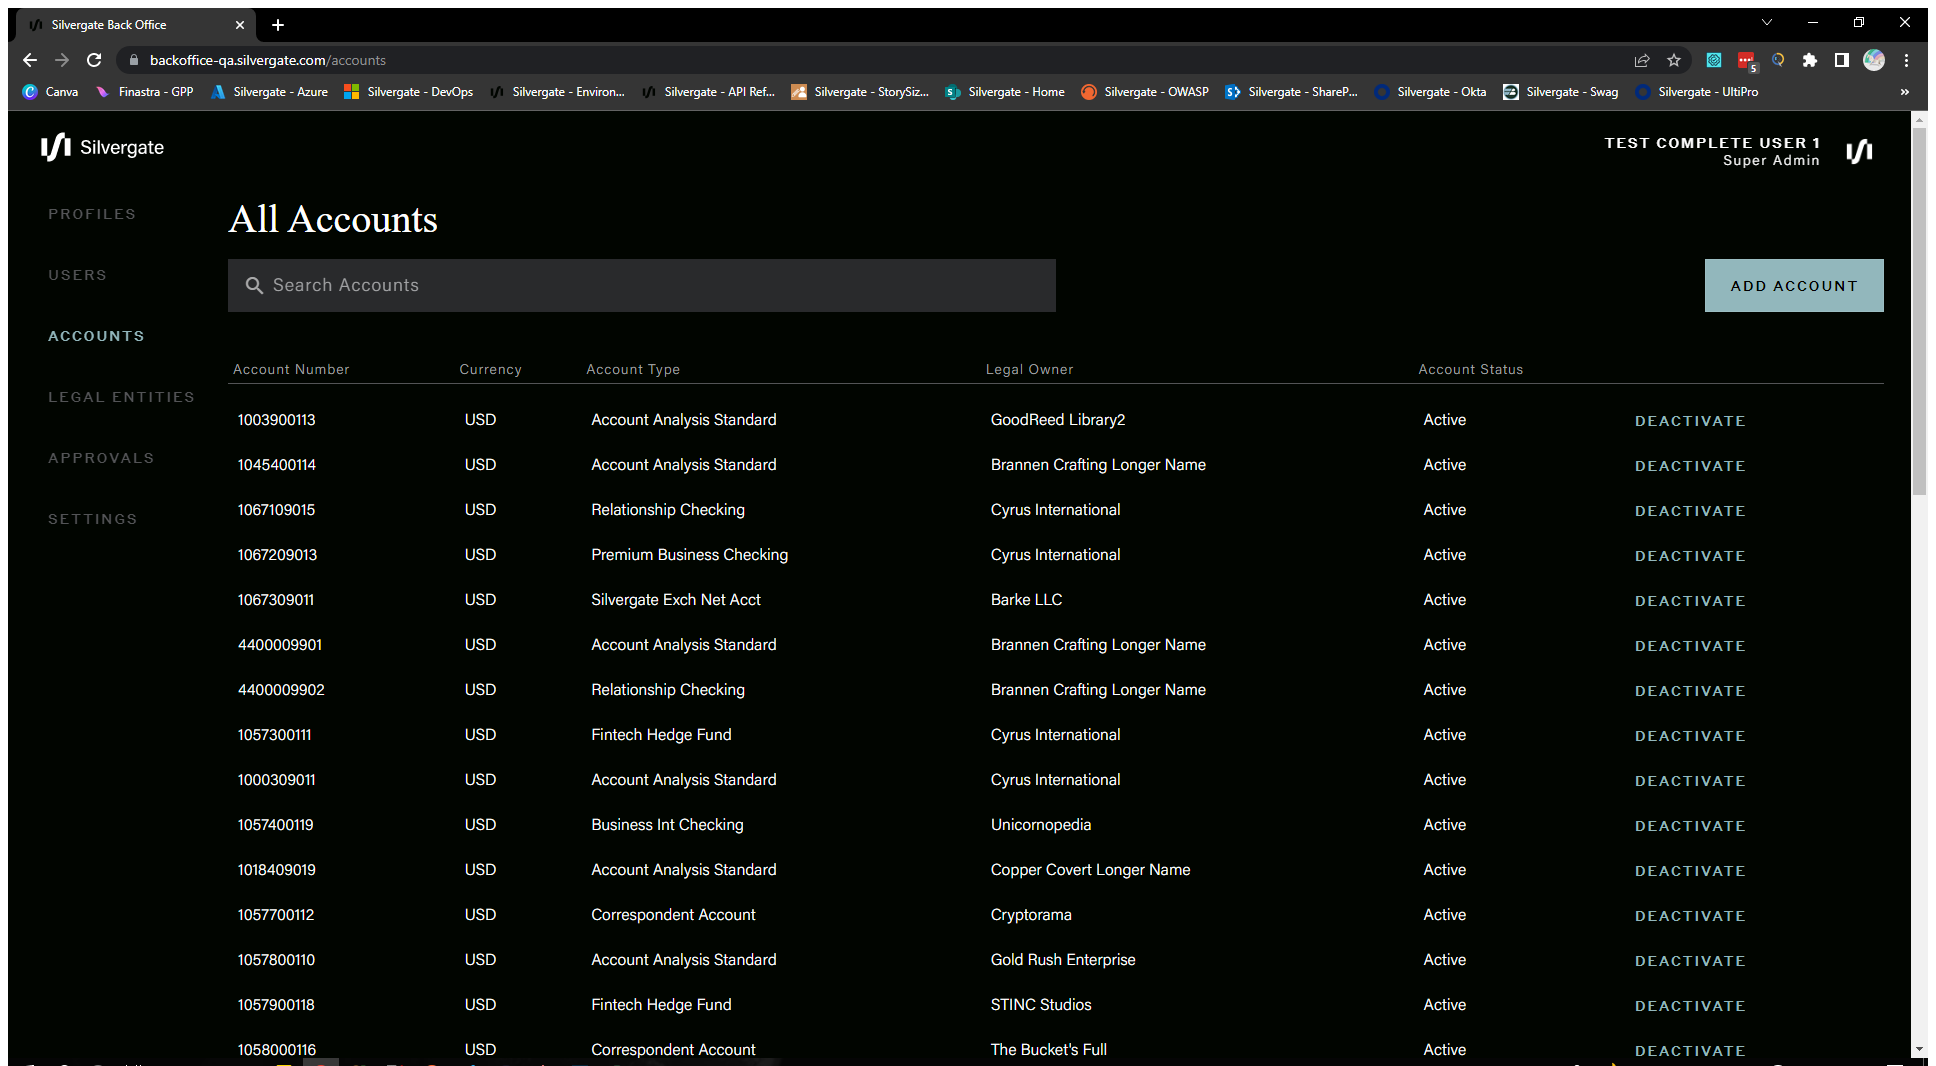 Silvergate Back Office
backoffice-qa.silvergate.com/accounts
5
Canva Finastra - GPP Silvergate - Azure Silvergate - DevOps Silvergate - Environ... Silvergate - API Ref... Silvergate - StorySiz... Silvergate - Home Silvergate - OWASP Silvergate - ShareP... Silvergate - Okta Silvergate - Swag Silvergate - UltiPro
Silvergate
TEST COMPLETE USER 1
Super Admin
PROFILES
USERS
ACCOUNTS
LEGAL ENTITIES
APPROVALS
SETTINGS
All Accounts
Search Accounts
ADD ACCOUNT
Account Number Currency Account Type Legal Owner Account Status
1003900113 USD Account Analysis Standard GoodReed Library2 Active DEACTIVATE
1045400114 USD Account Analysis Standard Brannen Crafting Longer Name Active DEACTIVATE
1067109015 USD Relationship Checking Cyrus International Active DEACTIVATE
1067209013 USD Premium Business Checking Cyrus International Active DEACTIVATE
1067309011 USD Silvergate Exch Net Acct Barke LLC Active DEACTIVATE
4400009901 USD Account Analysis Standard Brannen Crafting Longer Name Active DEACTIVATE
4400009902 USD Relationship Checking Brannen Crafting Longer Name Active DEACTIVATE
1057300111 USD Fintech Hedge Fund Cyrus International Active DEACTIVATE
1000309011 USD Account Analysis Standard Cyrus International Active DEACTIVATE
1057400119 USD Business Int Checking Unicornopedia Active DEACTIVATE
1018409019 USD Account Analysis Standard Copper Covert Longer Name Active DEACTIVATE
1057700112 USD Correspondent Account Cryptorama Active DEACTIVATE
1057800110 USD Account Analysis Standard Gold Rush Enterprise Active DEACTIVATE
1057900118 USD Fintech Hedge Fund STINC Studios Active DEACTIVATE
1058000116 USD Correspondent Account The Bucket's Full Active DEACTIVATE